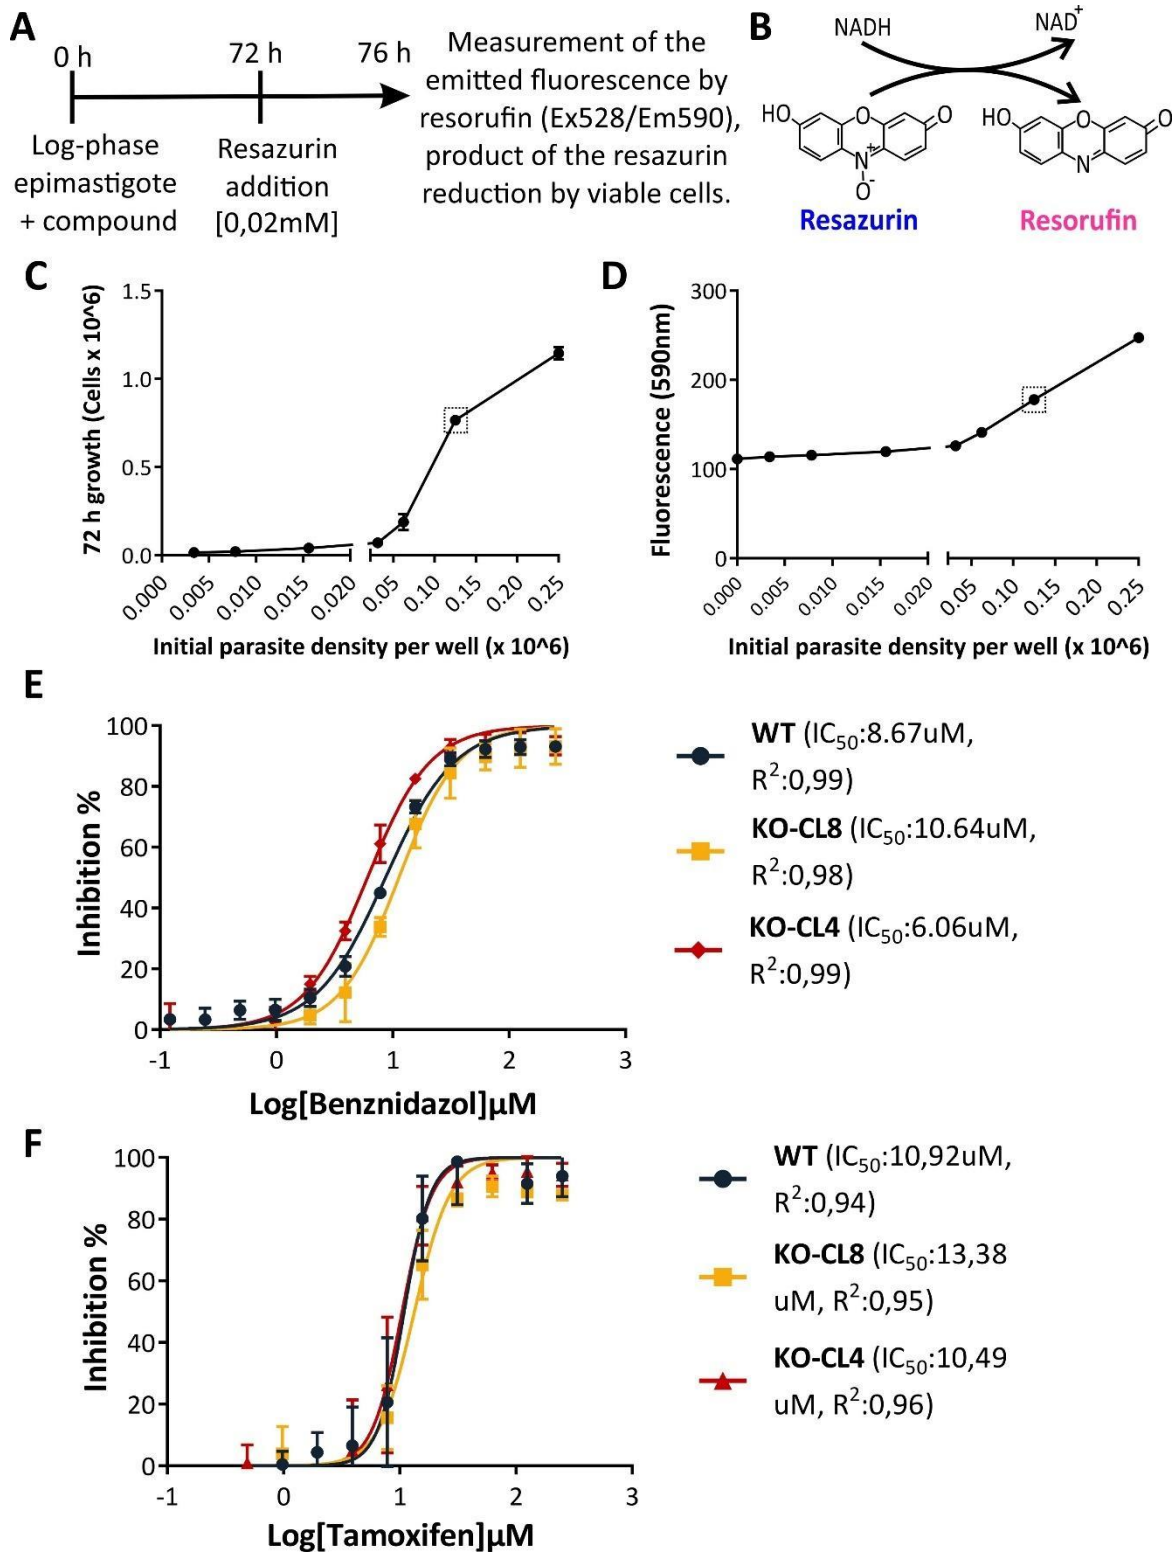 A
0 h
72 h
76 h
Log-phase
epimastigote
+ compound
Resazurin
addition
[0,02mM]
Measurement of the
emitted fluorescence by
resorufin (Ex528/Em590),
product of the resazurin
reduction by viable cells.
B
NADH
NAD+
HO
O
O
N+
O-
Resazurin
HO
O
O
N
Resorufin
C
72 h growth (Cells x 10^6)
1.5
1.0
0.5
0.0
0.000
0.005
0.010
0.015
0.020
0.05
0.10
0.15
0.20
0.25
Initial parasite density per well (x 10^6)
D
Fluorescence (590nm)
300
200
100
0
0.000
0.005
0.010
0.015
0.020
0.05
0.10
0.15
0.20
0.25
Initial parasite density per well (x 10^6)
E
Inhibition %
100
80
60
40
20
0
-1
0
1
2
3
Log[Benznidazol]µM
WT (IC50:8.67uM,
R2:0,99)
KO-CL8 (IC50:10.64uM,
R2:0,98)
KO-CL4 (IC50:6.06uM,
R2:0,99)
F
Inhibition %
100
80
60
40
20
0
-1
0
1
2
3
Log[Tamoxifen]µM
WT (IC50:10,92uM,
R2:0,94)
KO-CL8 (IC50:13,38
uM, R2:0,95)
KO-CL4 (IC50:10,49
uM, R2:0,96)